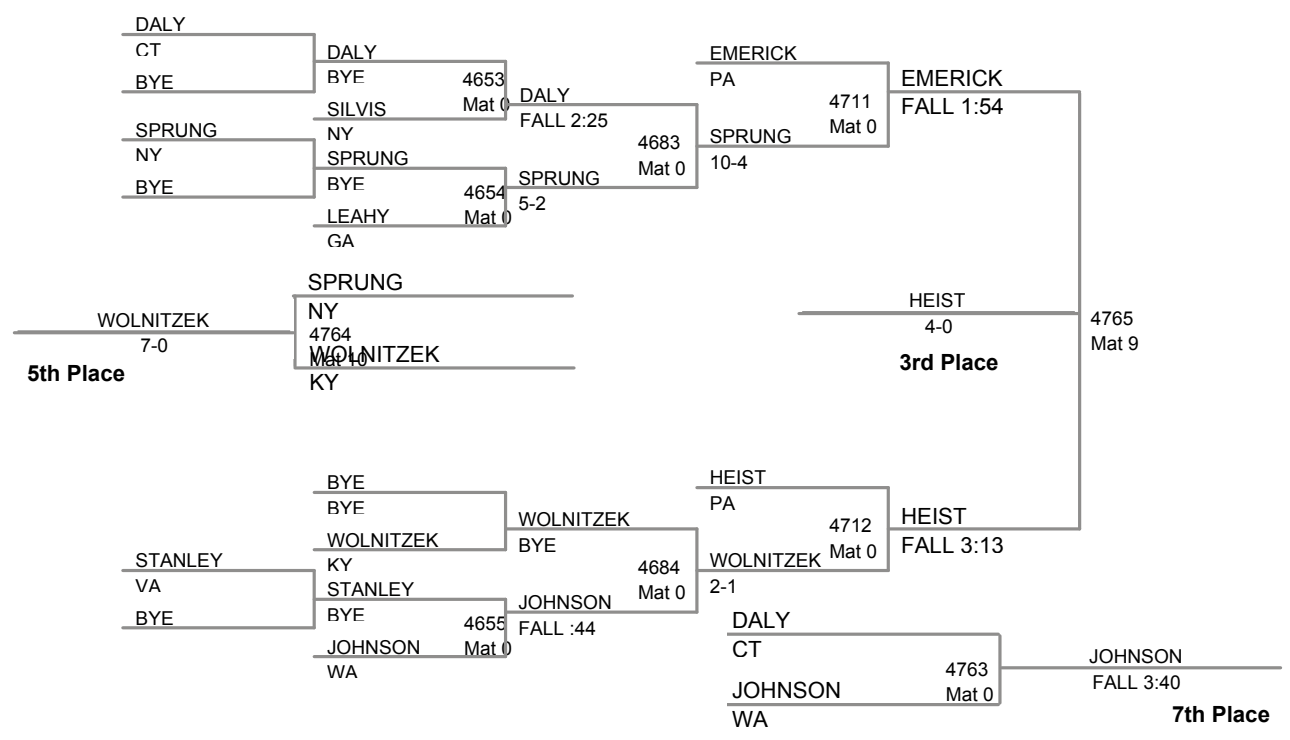 DALY
CT
BYE
SPRUNG
NY
BYE
DALY
BYE
SILVIS
NY
SPRUNG
BYE
LEAHY
GA
4653
Mat 0
4654
Mat 0
DALY
FALL 2:25
SPRUNG
5-2
4683
Mat 0
EMERICK
PA
SPRUNG
10-4
4711
Mat 0
EMERICK
FALL 1:54
SPRUNG
NY
4764
Mat 10
WOLNITZEK
KY
WOLNITZEK
7-0
5th Place
HEIST
4-0
3rd Place
4765
Mat 9
BYE
BYE
WOLNITZEK
KY
STANLEY
VA
BYE
STANLEY
BYE
JOHNSON
WA
4655
Mat 0
WOLNITZEK
BYE
JOHNSON
FALL :44
4684
Mat 0
HEIST
PA
WOLNITZEK
2-1
4712
Mat 0
HEIST
FALL 3:13
DALY
CT
JOHNSON
WA
4763
Mat 0
JOHNSON
FALL 3:40
7th Place